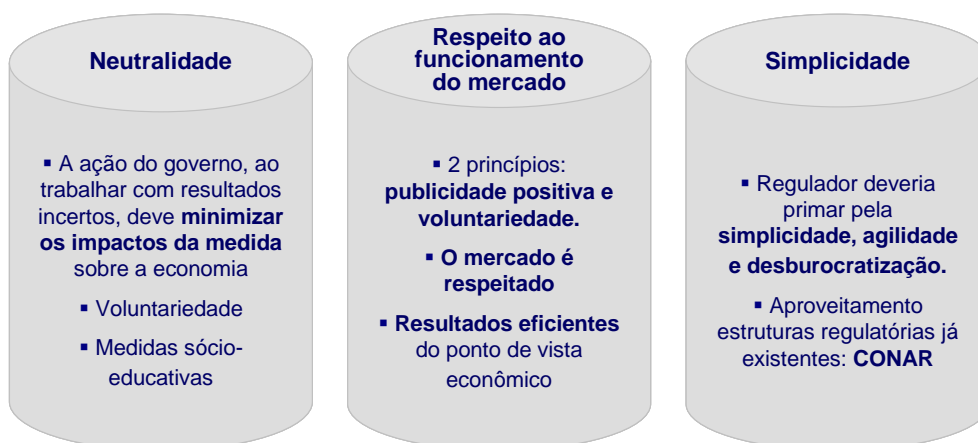 Neutralidade
▪ A ação do governo, ao
trabalhar com resultados
incertos, deve minimizar
os impactos da medida
sobre a economia
▪ Voluntariedade
▪ Medidas sócio-
educativas
Respeito ao
funcionamento
do mercado
▪ 2 princípios:
publicidade positiva e
voluntariedade.
▪ O mercado é
respeitado
▪ Resultados eficientes
do ponto de vista
econômico
Simplicidade
▪ Regulador deveria
primar pela
simplicidade, agilidade
e desburocratização.
▪ Aproveitamento
estruturas regulatórias já
existentes: CONAR